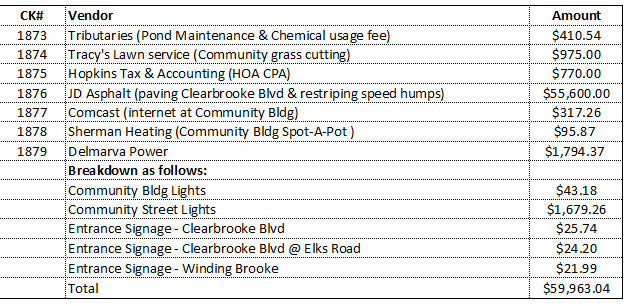 CK# Vendor Amount
1873 Tributaries (Pond Maintenance & Chemical usage fee) $410.54
1874 Tracy's Lawn service (Community grass cutting) $975.00
1875 Hopkins Tax & Accounting (HOA CPA) $770.00
1876 JD Asphalt (paving Clearbrooke Blvd & restriping speed humps) $55,600.00
1877 Comcast (internet at Community Bldg) $317.26
1878 Sherman Heating (Community Bldg Spot-A-Pot ) $95.87
1879 Delmarva Power $1,794.37
Breakdown as follows:
Community Bldg Lights $43.18
Community Street Lights $1,679.26
Entrance Signage - Clearbrooke Blvd $25.74
Entrance Signage - Clearbrooke Blvd @ Elks Road $24.20
Entrance Signage - Winding Brooke $21.99
Total $59,963.04